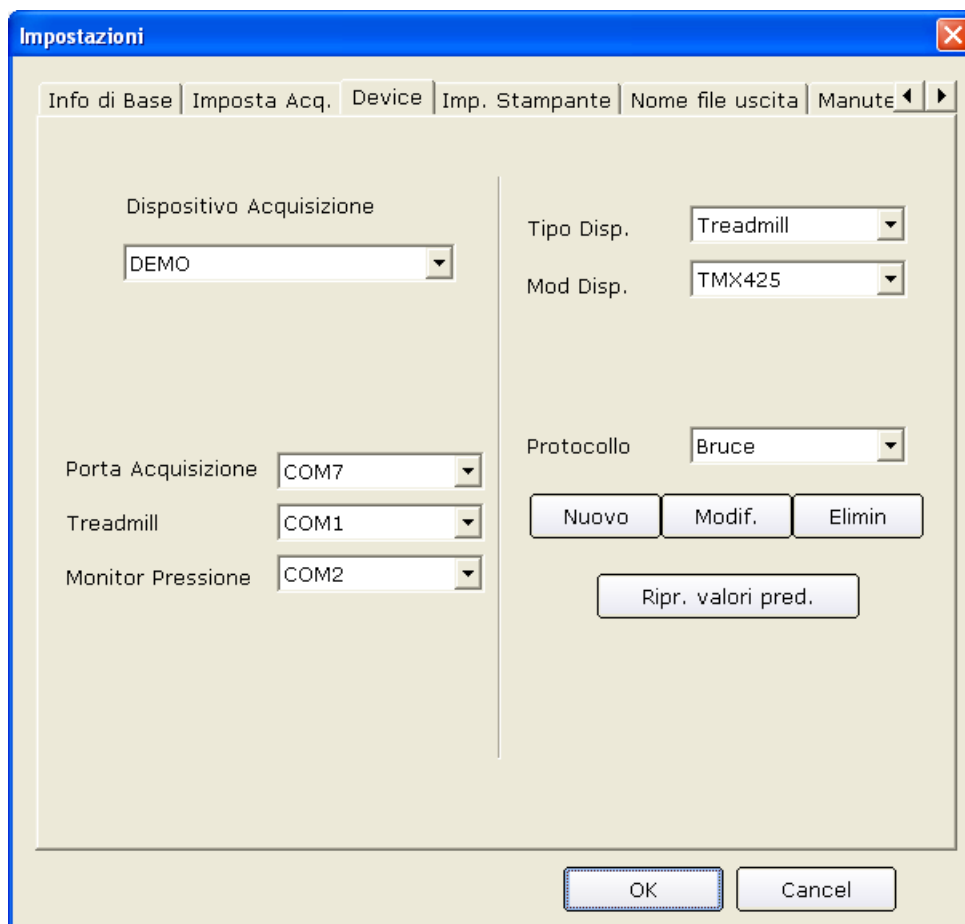 Impostazioni
Info di Base Imposta Acq. Device Imp. Stampante Nome file uscita Manute
Dispositivo Acquisizione
DEMO
Porta Acquisizione COM7
Treadmill COM1
Monitor Pressione COM2
Tipo Disp. Treadmill
Mod Disp. TMX425
Protocollo Bruce
Nuovo Modif. Elimin
Ripr. valori pred.
OK Cancel